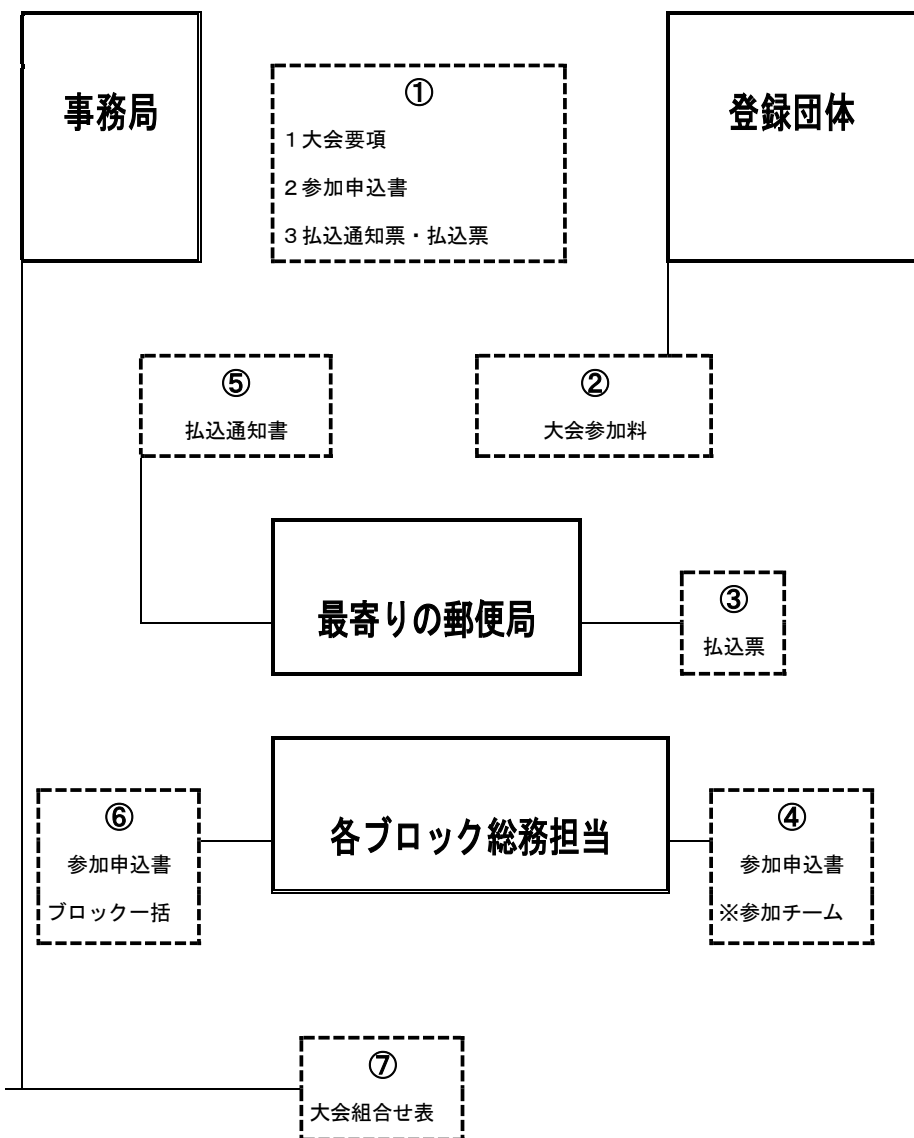 事務局
①
1大会要項
2参加申込書
3払込通知票・払込票
登録団体
⑤
払込通知書
②
大会参加料
最寄りの郵便局
③
払込票
各ブロック総務担当
⑥
参加申込書
ブロック一括
④
参加申込書
※参加チーム
⑦
大会組合せ表